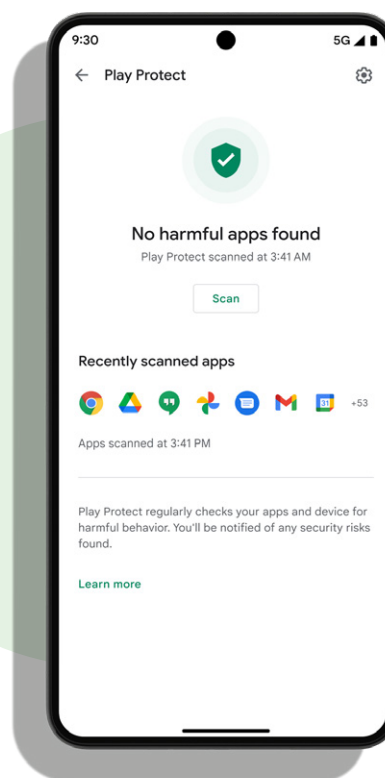 9:30 5G
Play Protect
No harmful apps found
Play Protect scanned at 3:41 AM
Scan
Recently scanned apps
31 +53
Apps scanned at 3:41 PM
Play Protect regularly checks your apps and device for
harmful behavior. You'll be notified of any security risks
found.
Learn more